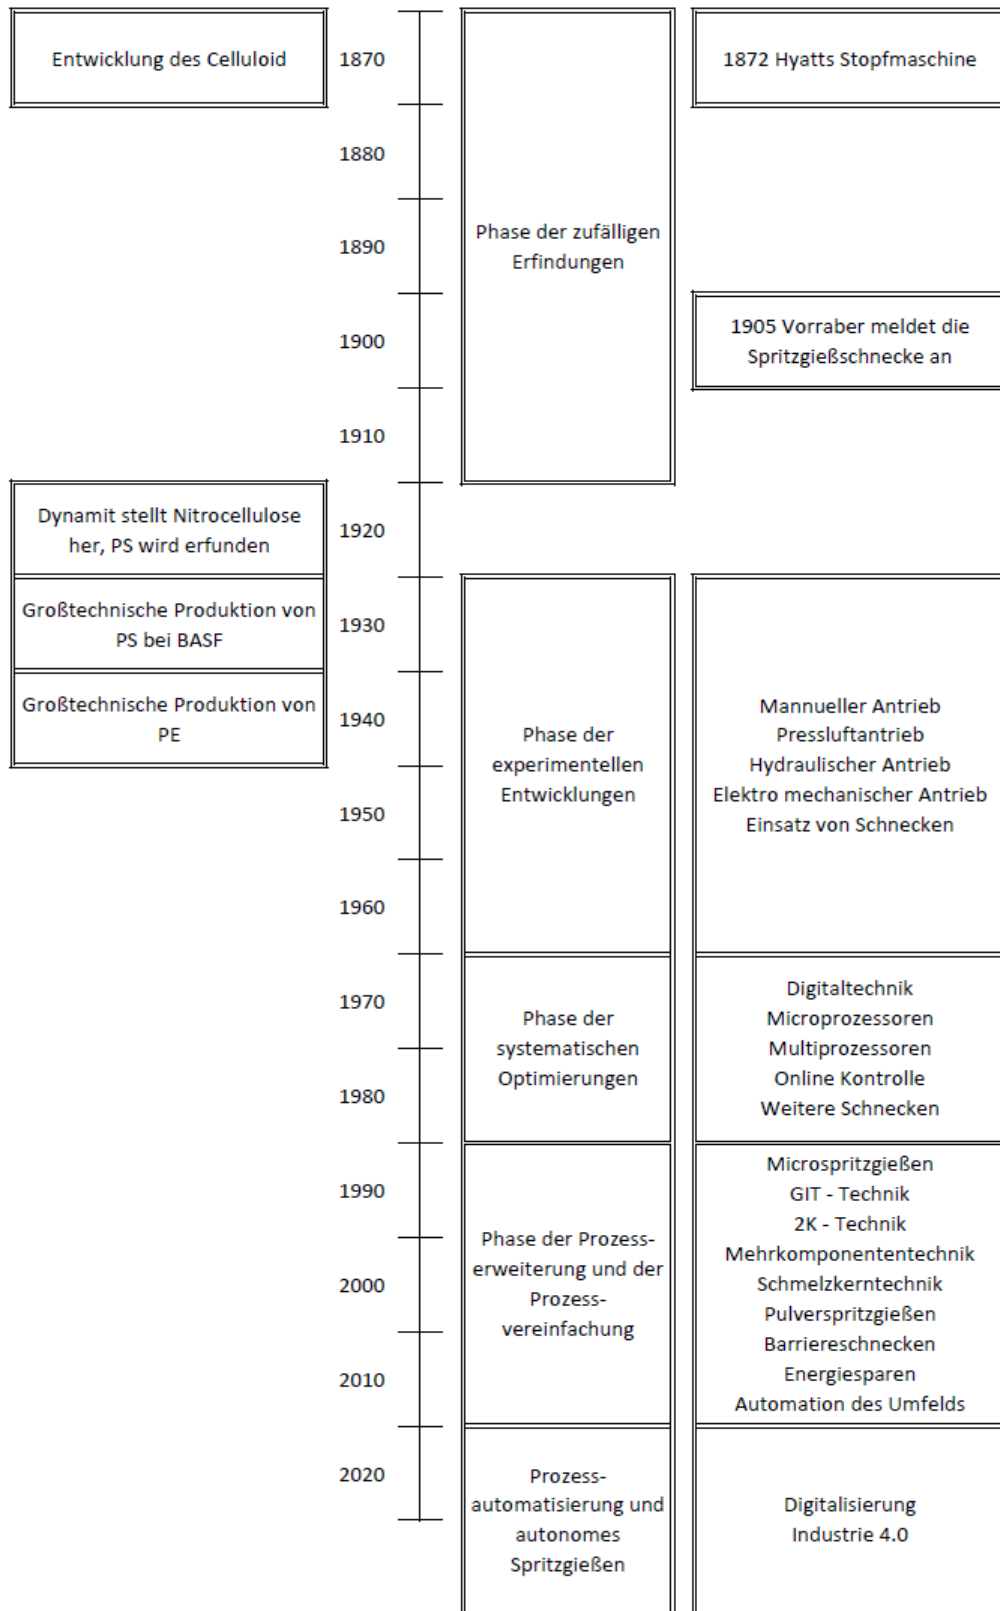 Entwicklung des Celluloid
1870
1872 Hyatts Stopfmaschine
1880
Phase der zufälligen
Erfindungen
1890
1905 Vorraber meldet die
Spritzgießschnecke an
1900
1910
Dynamit stellt Nitrocellulose
her, PS wird erfunden
1920
Großtechnische Produktion von
PS bei BASF
1930
Großtechnische Produktion von
PE
1940
Phase der
experimentellen
Entwicklungen
Mannueller Antrieb
Pressluftantrieb
Hydraulischer Antrieb
Elektro mechanischer Antrieb
Einsatz von Schnecken
1950
1960
1970
Phase der
systematischen
Optimierungen
Digitaltechnik
Microprozessoren
Multiprozessoren
Online Kontrolle
Weitere Schnecken
1980
1990
Phase der Prozess-
erweiterung und der
Prozess-
vereinfachung
Microspritzgießen
GIT - Technik
2K - Technik
Mehrkomponententechnik
Schmelzkerntechnik
Pulverspritzgießen
Barriereschnecken
Energiesparen
Automation des Umfelds
2000
2010
2020
Prozess-
automatisierung und
autonomes
Spritzgießen
Digitalisierung
Industrie 4.0